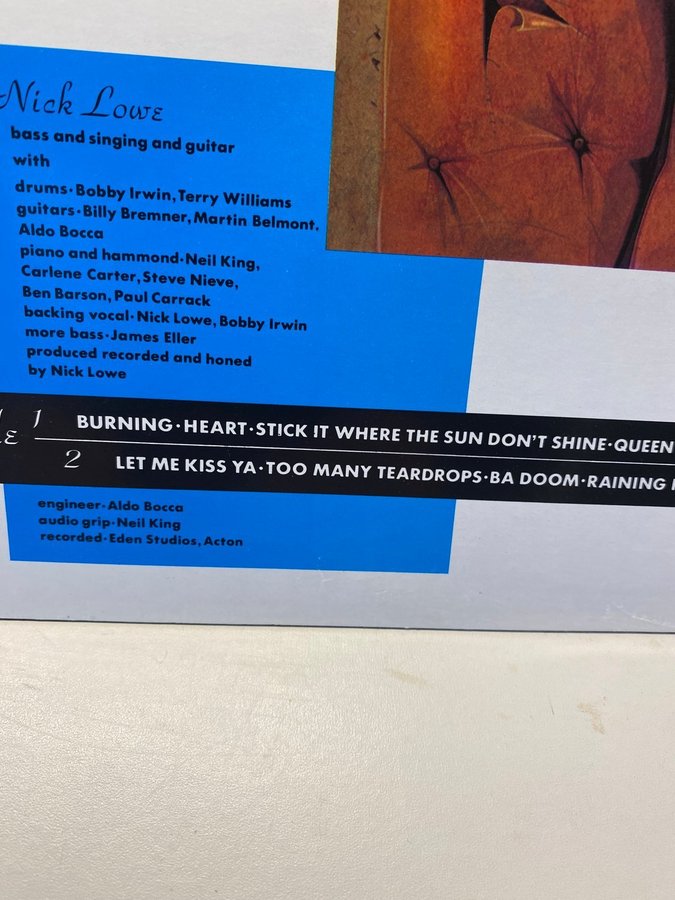 Nick Lowe
bass and singing and guitar
with
drums·Bobby Irwin, Terry Williams
guitars·Billy Bremner, Martin Belmont,
Aldo Bocca
piano and hammond·Neil King,
Carlene Carter, Steve Nieve,
Ben Barson, Paul Carrack
backing vocal·Nick Lowe, Bobby Irwin
more bass·James Eller
produced recorded and honed
by Nick Lowe
1 BURNING·HEART·STICK IT WHERE THE SUN DON'T SHINE·QUEEN
2 LET ME KISS YA·TOO MANY TEARDROPS·BA DOOM·RAINING
engineer·Aldo Bocca
audio grip·Neil King
recorded·Eden Studios, Acton